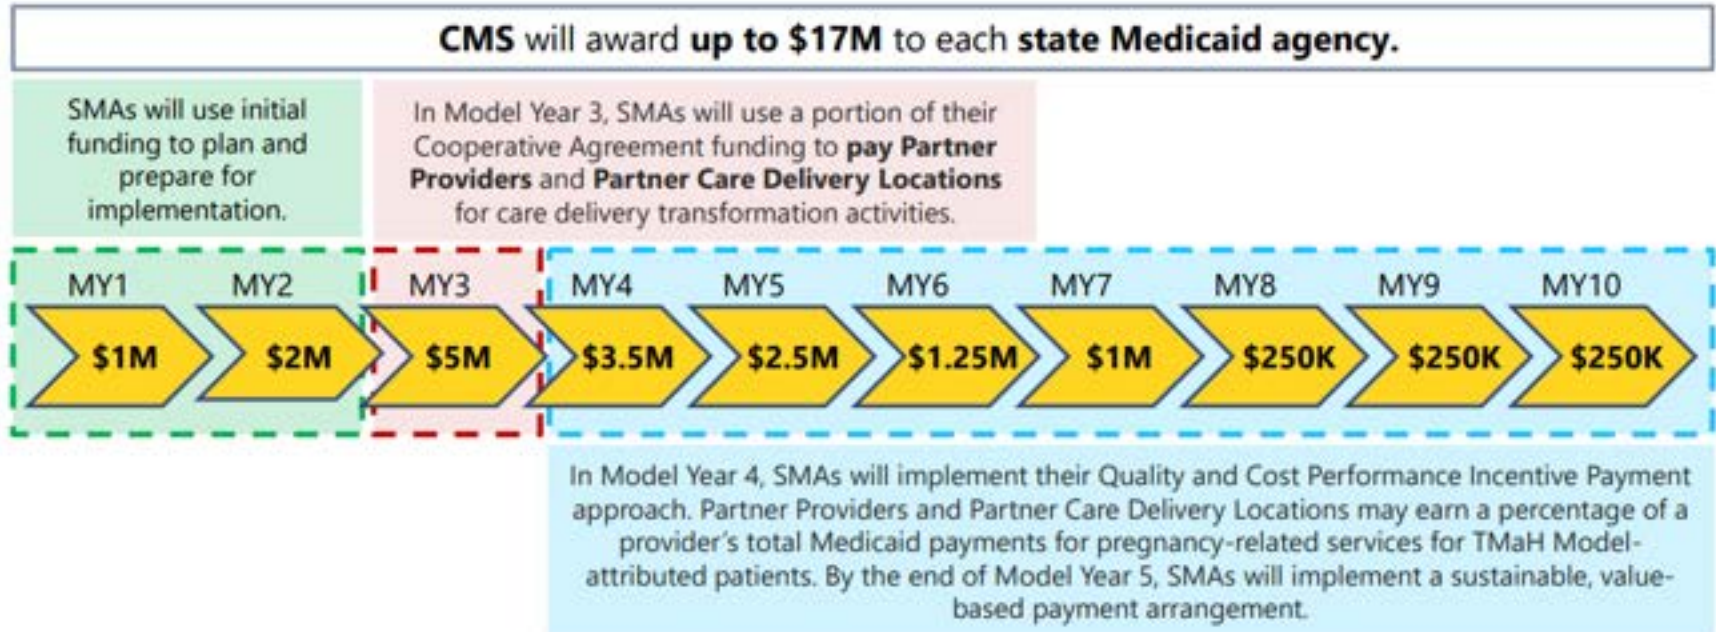 CMS will award up to $17M to each state Medicaid agency.
SMAs will use initial
funding to plan and
prepare for
implementation.
In Model Year 3, SMAs will use a portion of their
Cooperative Agreement funding to pay Partner
Providers and Partner Care Delivery Locations
for care delivery transformation activities.
MY1 MY2 MY3 MY4 MY5 MY6 MY7 MY8 MY9 MY10
$1M $2M $5M $3.5M $2.5M $1.25M $1M $250K $250K $250K
In Model Year 4, SMAs will implement their Quality and Cost Performance Incentive Payment
approach. Partner Providers and Partner Care Delivery Locations may earn a percentage of a
provider's total Medicaid payments for pregnancy-related services for TMaH Model-
attributed patients. By the end of Model Year 5, SMAs will implement a sustainable, value-
based payment arrangement.